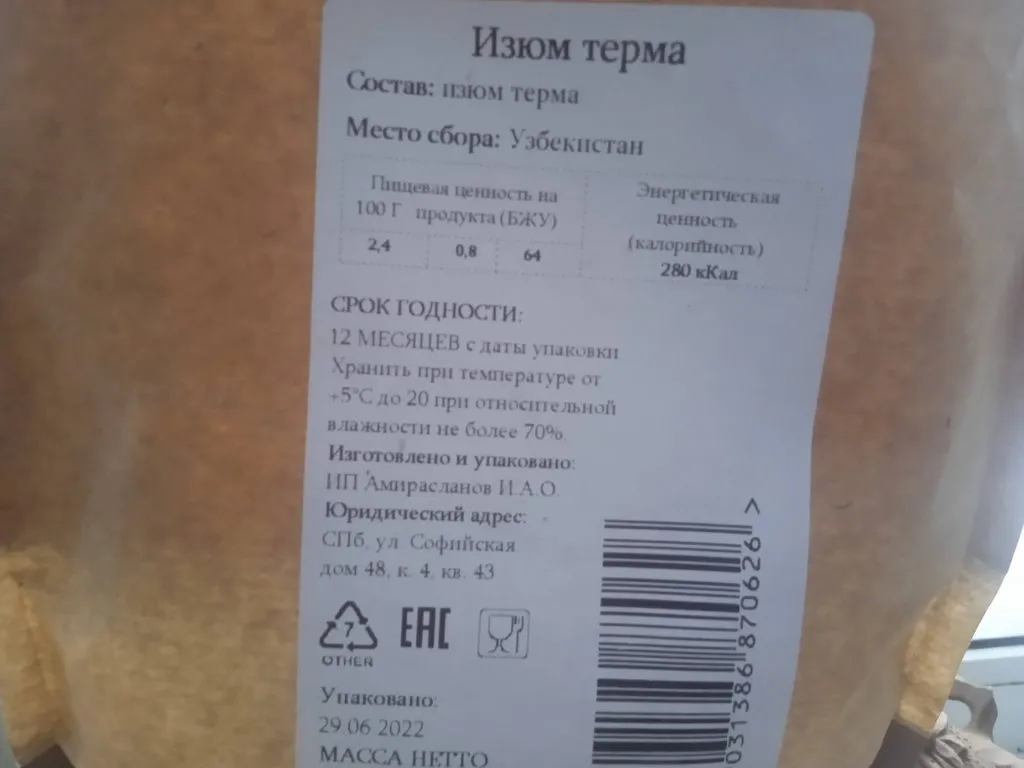 Изюм терма
Состав: изюм терма
Место сбора: Узбекистан
Пищевая ценность на
100 Г продукта (БЖУ)
2,4 0,8 64
Энергетическая
ценность
(калорийность)
280 кКал
СРОК ГОДНОСТИ:
12 МЕСЯЦЕВ с даты упаковки
Хранить при температуре от
+5°С до 20 при относительной
влажности не более 70%.
Изготовлено и упаковано:
ИП Амирасланов И.А.О.
Юридический адрес:
СПб, ул. Софийская
дом 48, к. 4, кв. 43
7
OTHER
EAC
Упаковано:
29.06 2022
МАССА НЕТТО
031386870626 >